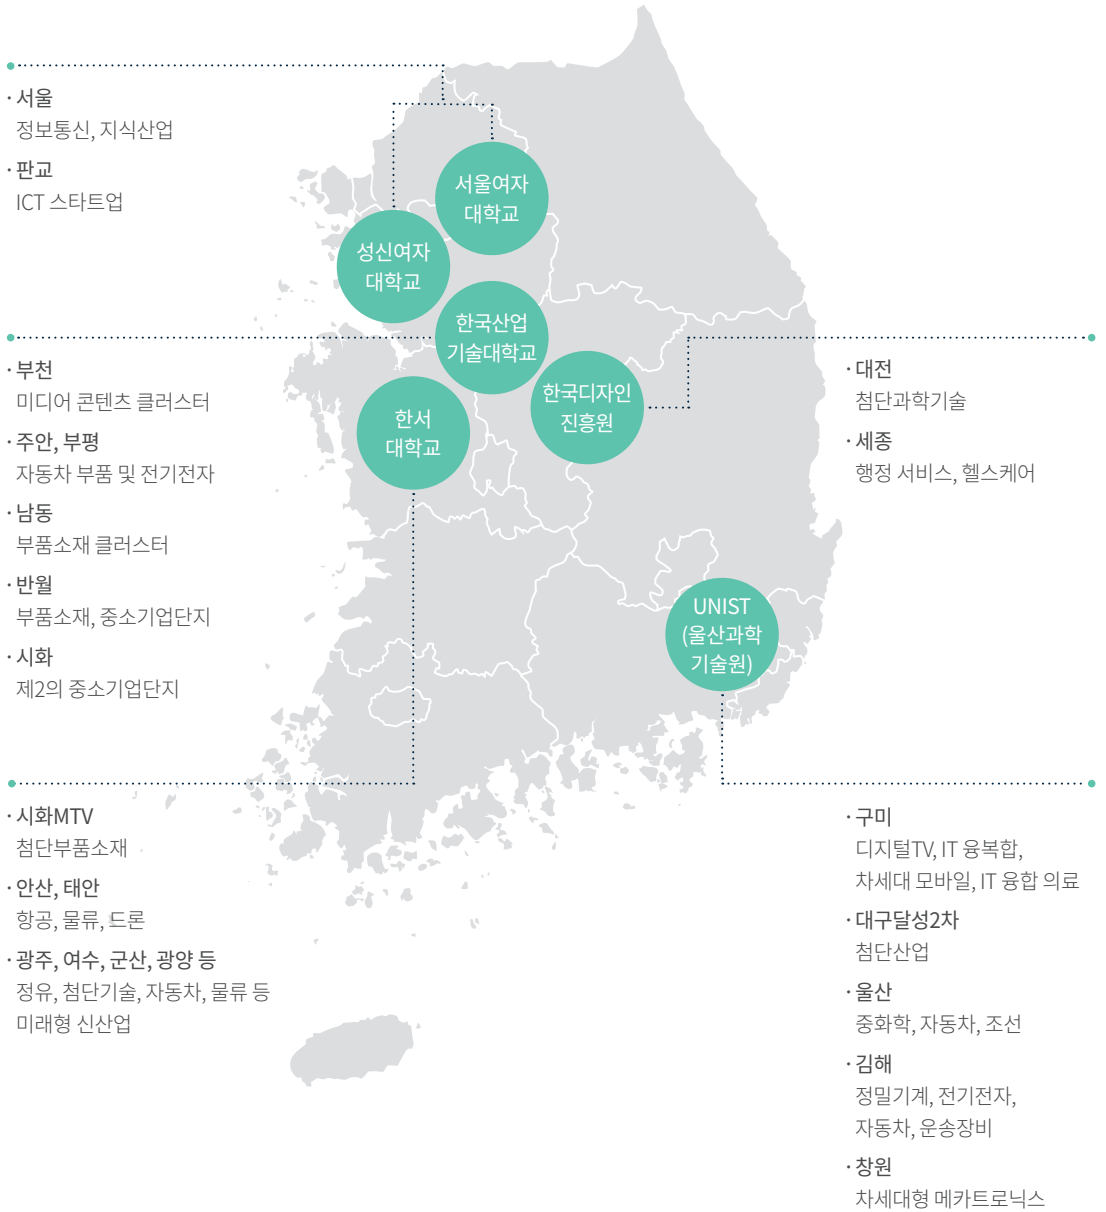 · 서울
정보통신, 지식산업
· 판교
ICT 스타트업
서울여자
대학교
성신여자
대학교
한국산업
기술대학교
한국디자인
진흥원
한서
대학교
UNIST
(울산과학
기술원)
· 부천
미디어 콘텐츠 클러스터
· 주안, 부평
자동차 부품 및 전기전자
· 남동
부품소재 클러스터
· 반월
부품소재, 중소기업단지
· 시화
제2의 중소기업단지
· 대전
첨단과학기술
· 세종
행정 서비스, 헬스케어
· 시화MTV
첨단부품소재
· 안산, 태안
항공, 물류, 드론
· 광주, 여수, 군산, 광양 등
정유, 첨단기술, 자동차, 물류 등
미래형 신산업
· 구미
디지털TV, IT 융복합,
차세대 모바일, IT 융합 의료
· 대구달성2차
첨단산업
· 울산
중화학, 자동차, 조선
· 김해
정밀기계, 전기전자,
자동차, 운송장비
· 창원
차세대형 메카트로닉스